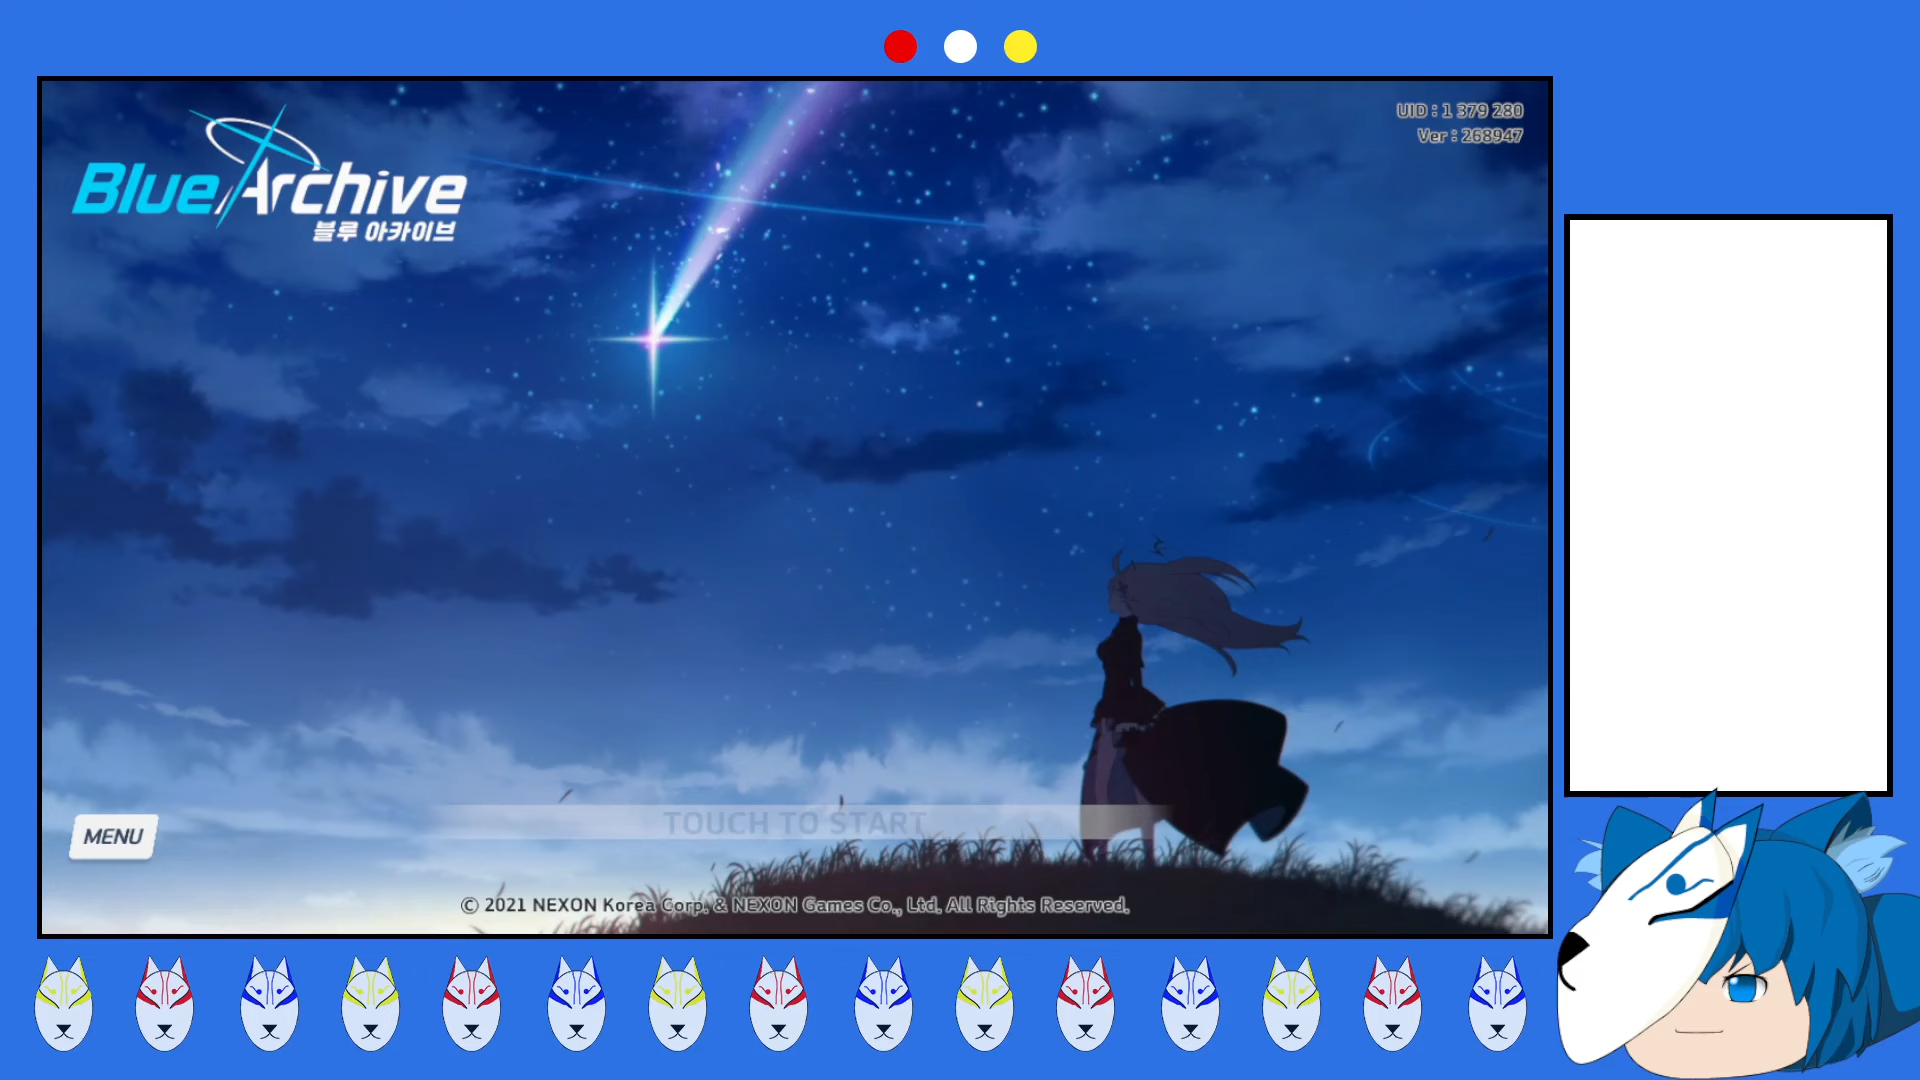 UID : 1 379 280
Ver : 268947
Blue Archive
블루 아카이브
TOUCH TO START
MENU
© 2021 NEXON Korea Corp. & NEXON Games Co., Ltd. All Rights Reserved.